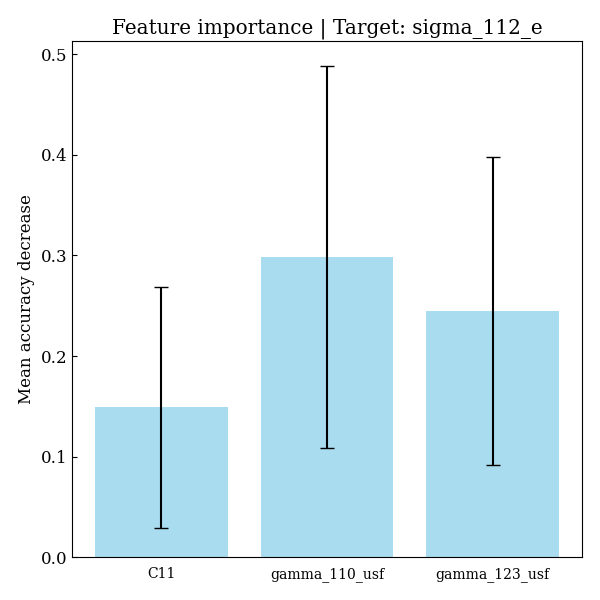 Feature importance | Target: sigma_112_e
Mean accuracy decrease
0.5
0.4
0.3
0.2
0.1
0.0
C11
gamma_110_usf
gamma_123_usf